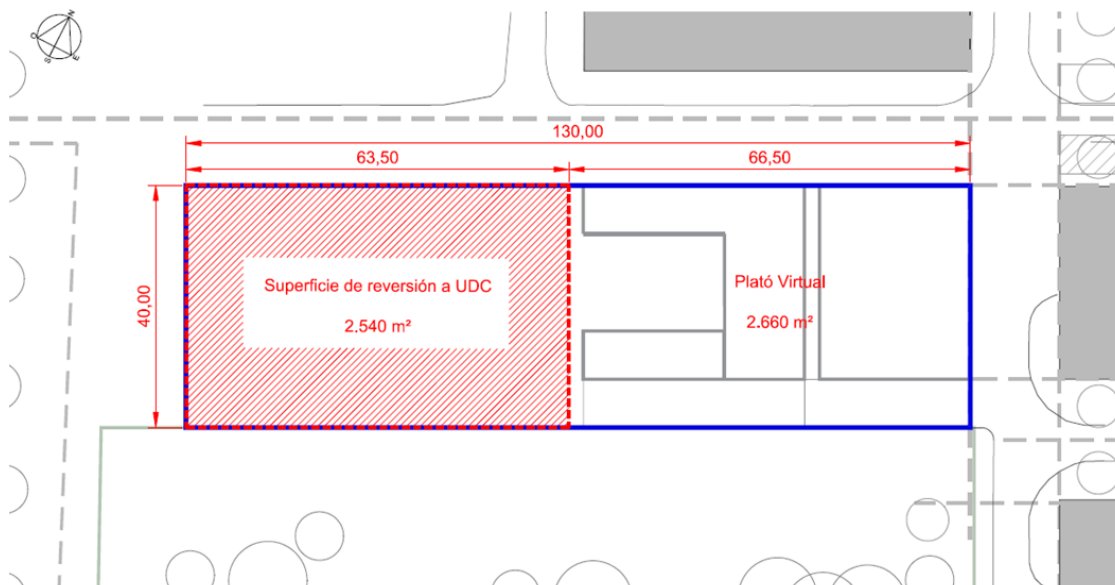 N
O
S
E
130,00
63,50
66,50
40,00
Superficie de reversión a UDC
2.540 m²
Plató Virtual
2.660 m²